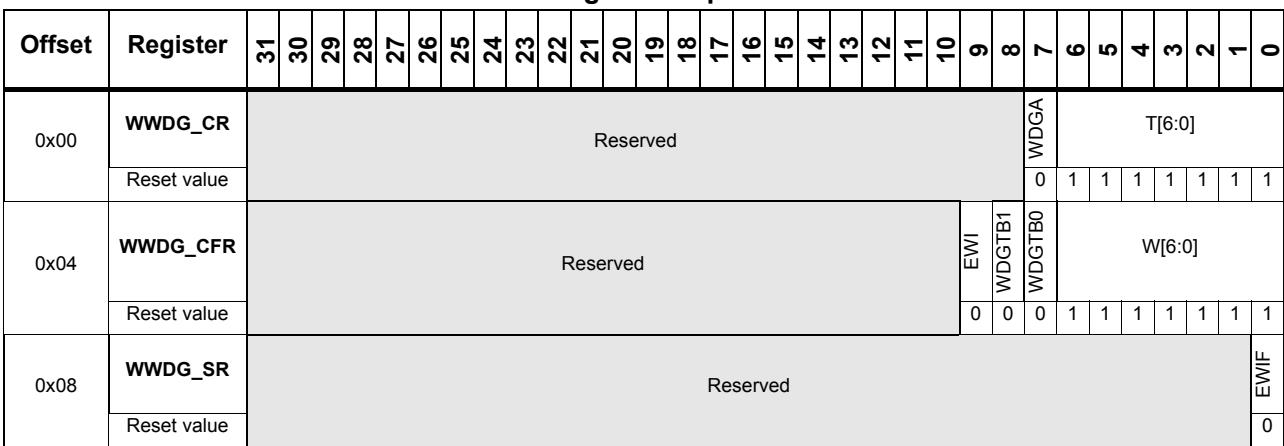 Offset Register 31 30 29 28 27 26 25 24 23 22 21 20 19 18 17 16 15 14 13 12 11 10 9 8 7 6 5 4 3 2 1 0
0x00 WWDG_CR Reserved WDGA T[6:0]
Reset value 0 1 1 1 1 1 1 1
0x04 WWDG_CFR Reserved EWI WDGTB1 WDGTB0 W[6:0]
Reset value 0 0 0 1 1 1 1 1 1 1
0x08 WWDG_SR Reserved EWIF
Reset value 0